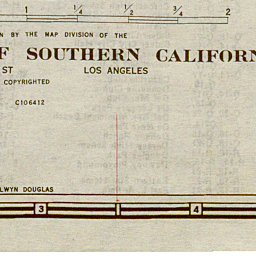 1 ¼ ½ ¾ 2
N BY THE MAP DIVISION OF THE
F SOUTHERN CALIFORN
ST LOS ANGELES
COPYRIGHTED
C106412
LWYN DOUGLAS
3 4